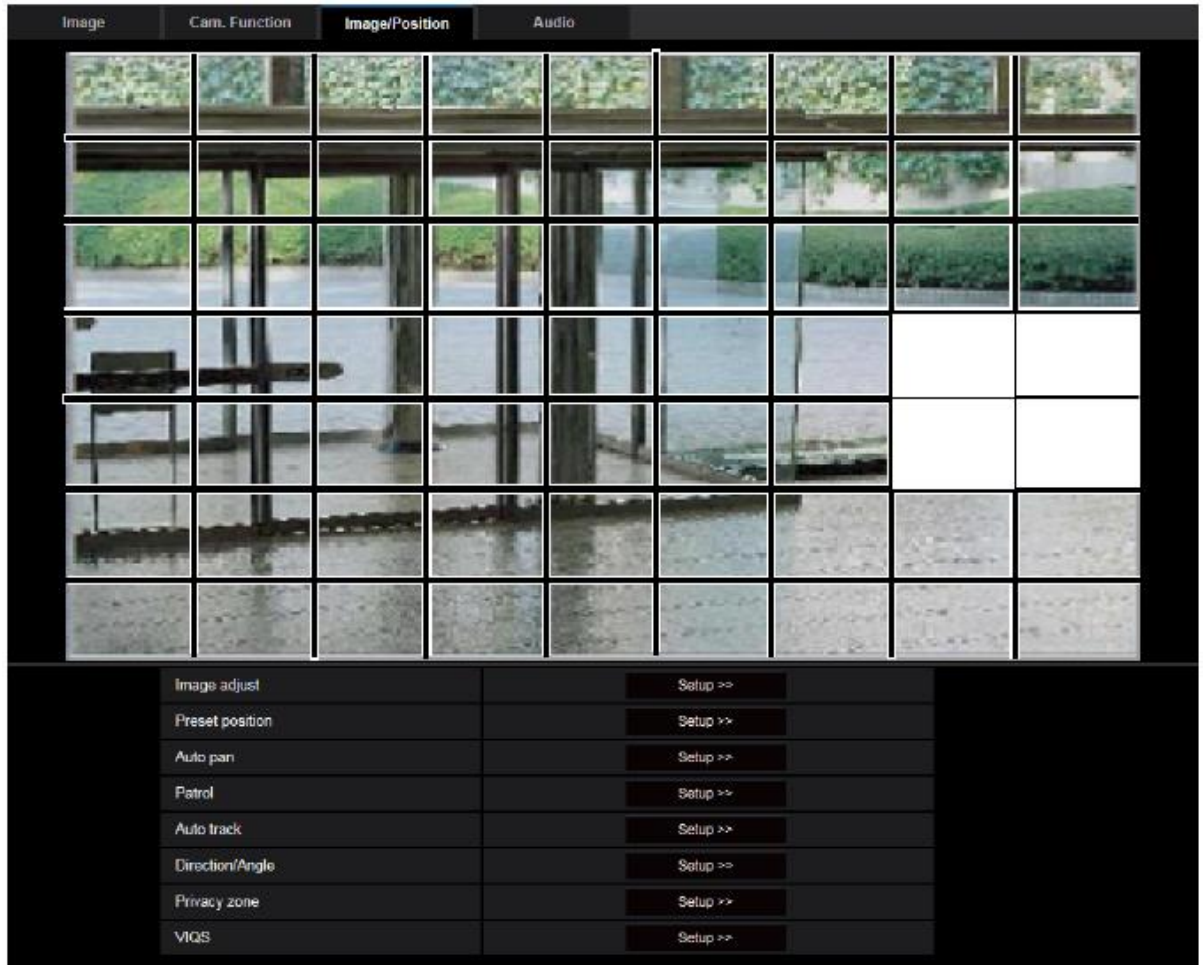 Image Cam. Function Image/Position Audio
Image adjust Setup >>
Preset position Setup >>
Auto pan Setup >>
Patrol Setup >>
Auto track Setup >>
Direction/Angle Setup >>
Privacy zone Setup >>
VIQS Setup >>